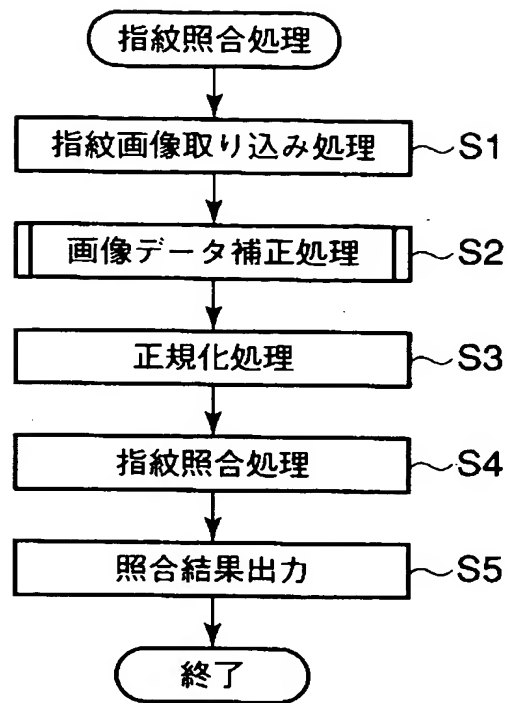 指紋照合処理
指紋画像取り込み処理 S1
画像データ補正処理 S2
正規化処理 S3
指紋照合処理 S4
照合結果出力 S5
終了